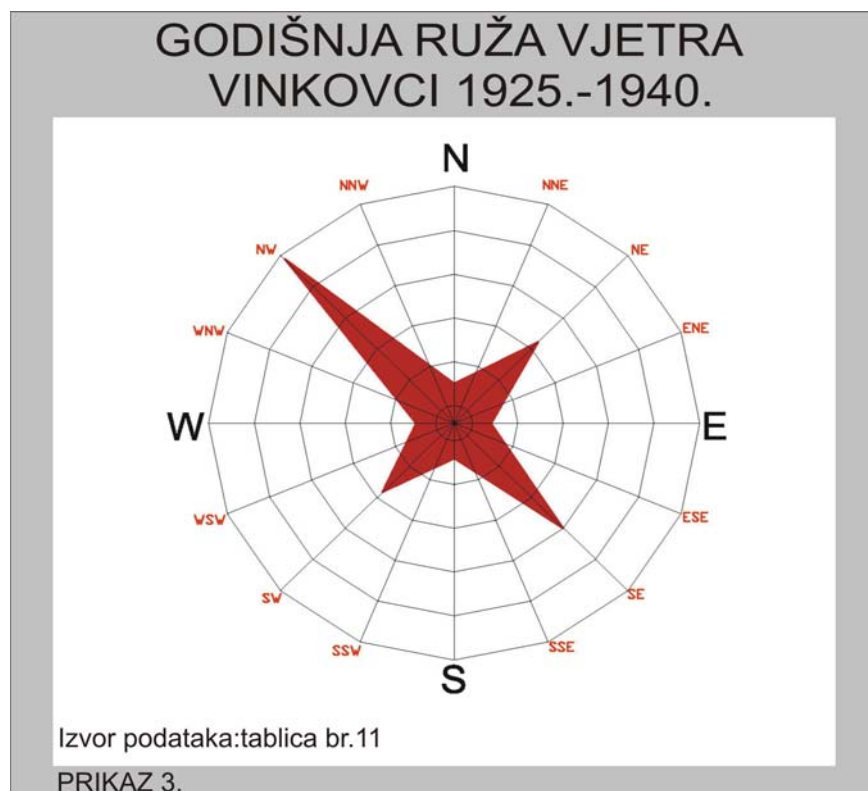 GODIŠNJA RUŽA VJETRA
VINKOVCI 1925.-1940.
N
NNW
NNE
NW
NE
WNW
ENE
W
E
WSW
ESE
SW
SE
SSW
SSE
S
Izvor podataka:tablica br.11
PRIKAZ 3.